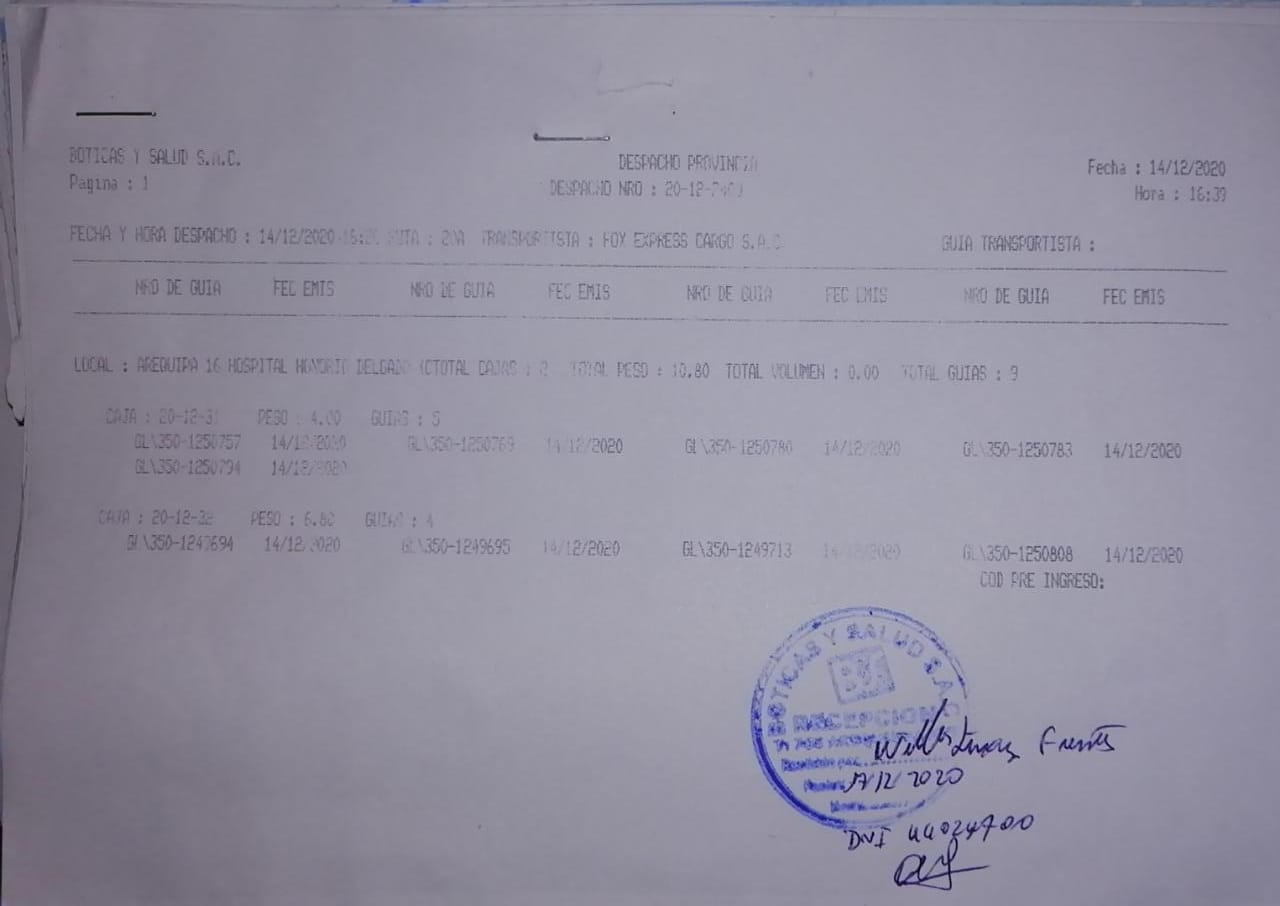 BOTICAS Y SALUD S.A.C. DESPACHO PROVINCIA Fecha : 14/12/2020
Pagina : 1 DESPACHO NRO : Hora : 16:39
FECHA Y HORA DESPACHO : 14/12/2020 RUTA : 20A TRANSPORTISTA : FOX EXPRESS CARGO S.A.C. GUIA TRANSPORTISTA :
NRO DE GUIA FEC EMIS NRO DE GUIA FEC EMIS NRO DE GUIA FEC EMIS NRO DE GUIA FEC EMIS
LOCAL : AREQUIPA 16 HOSPITAL HONORIO DELGADO (CTOTAL CAJAS : 2 TOTAL PESO : 10.80 TOTAL VOLUMEN : 0.00 TOTAL GUIAS : 9
CAJA : 20-12-31 PESO : 4.00 GUIAS : 5
GL\350-1250757 14/12/2020 GL\350-1250769 14/12/2020 GL\350-1250780 14/12/2020 GL\350-1250783 14/12/2020
GL\350-1250794 14/12/2020
CAJA : PESO : 6.80 GUIAS : 4
GL\350-1249694 14/12/2020 GL\350-1249695 14/12/2020 GL\350-1249713 14/12/2020 GL\350-1250808 14/12/2020
COD PRE INGRESO:
BOTICAS Y SALUD S.A.C.
RECEPCION
Fuentes
12/2020
DNI 44024700